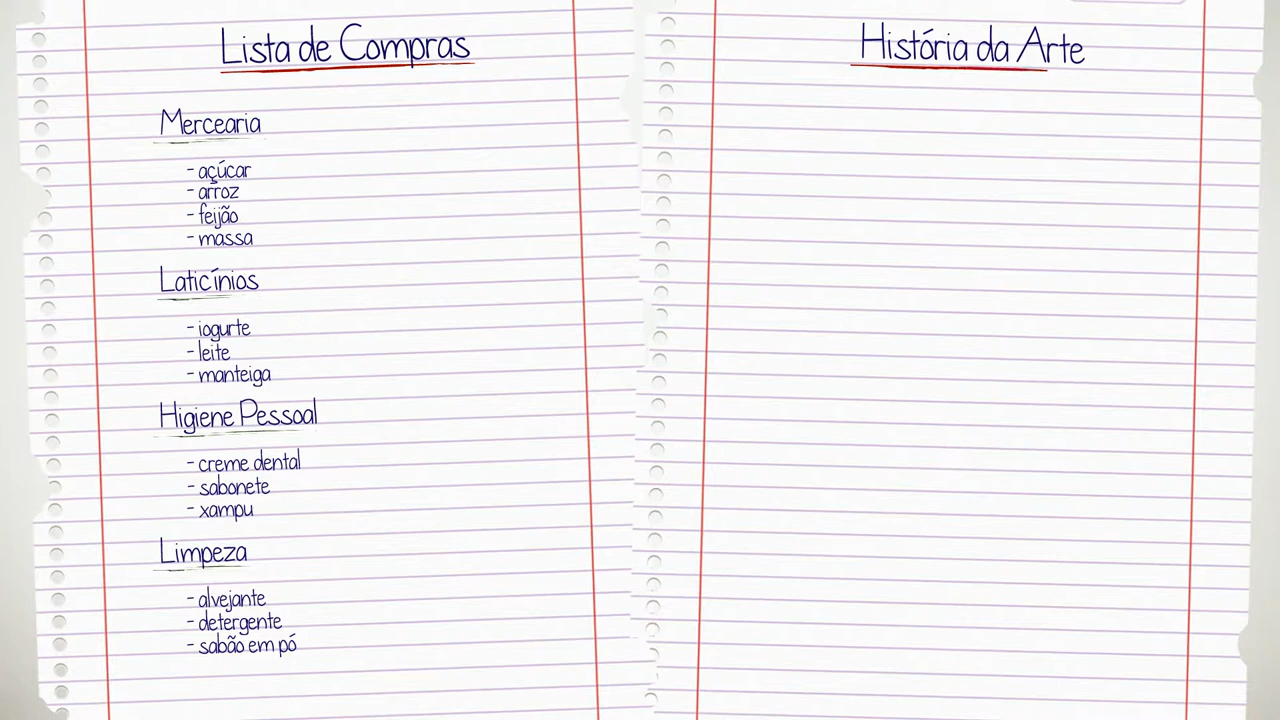 Lista de Compras
Mercearia
- açúcar
- arroz
- feijão
- massa
Laticínios
- iogurte
- leite
- manteiga
Higiene Pessoal
- creme dental
- sabonete
- xampu
Limpeza
- alvejante
- detergente
- sabão em pó
História da Arte